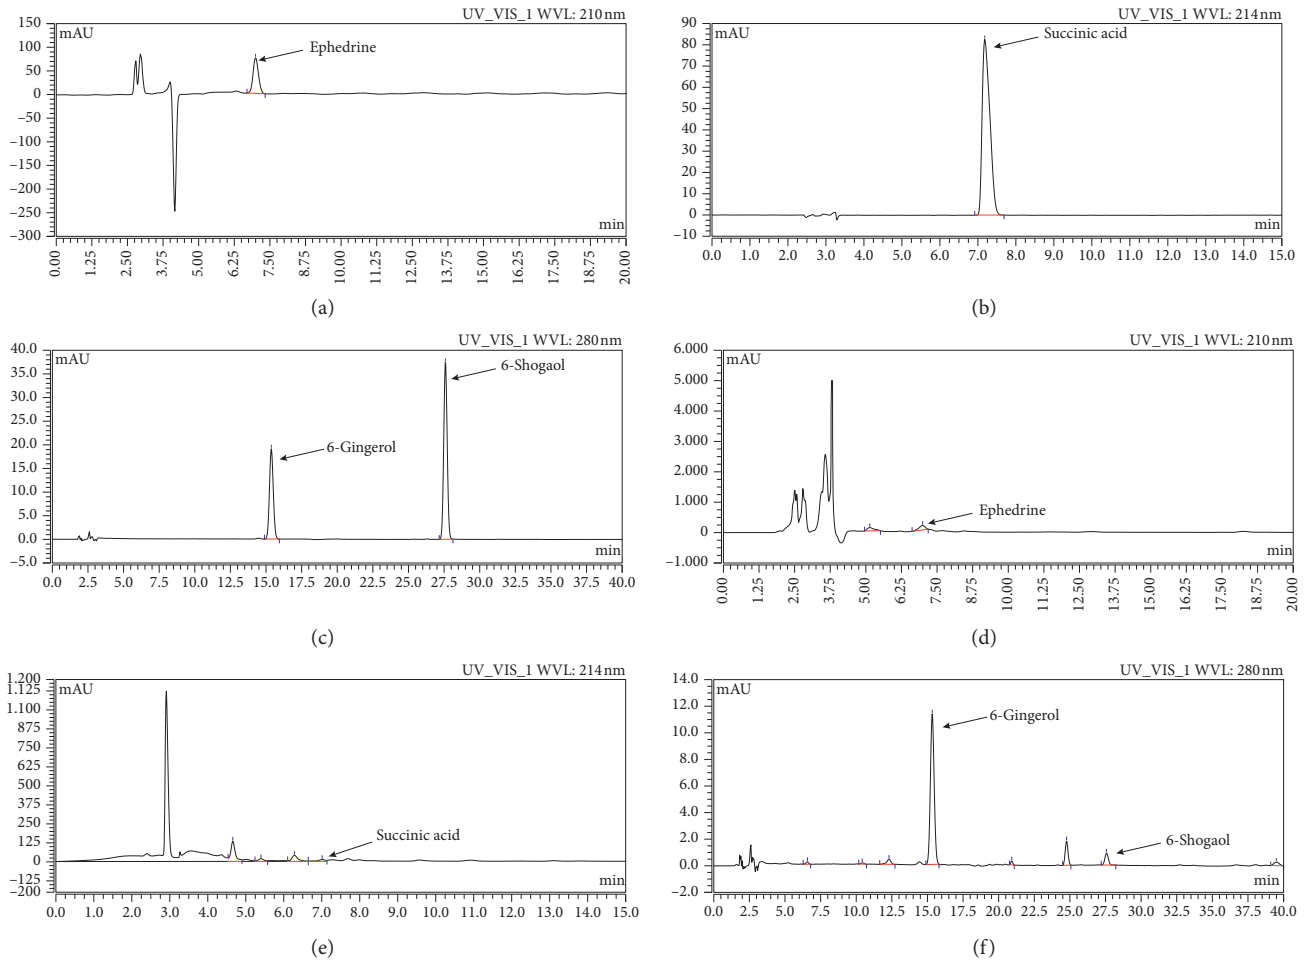 UV_VIS_1 WVL: 210 nm
150
mAU
100
Ephedrine
50
0
−50
−100
−150
−200
−250
min
−300
0.00 1.25 2.50 3.75 5.00 6.25 7.50 8.75 10.00 11.25 12.50 13.75 15.00 16.25 17.50 18.75 20.00
(a)
UV_VIS_1 WVL: 214 nm
90
mAU
Succinic acid
80
70
60
50
40
30
20
10
0
min
−10
0.0 1.0 2.0 3.0 4.0 5.0 6.0 7.0 8.0 9.0 10.0 11.0 12.0 13.0 14.0 15.0
(b)
UV_VIS_1 WVL: 280 nm
40.0
mAU
35.0
6-Shogaol
30.0
25.0
20.0
6-Gingerol
15.0
10.0
5.0
0.0
min
−5.0
0.0 2.5 5.0 7.5 10.0 12.5 15.0 17.5 20.0 22.5 25.0 27.5 30.0 32.5 35.0 37.5 40.0
(c)
UV_VIS_1 WVL: 210 nm
6.000
mAU
5.000
4.000
3.000
2.000
1.000
Ephedrine
0
min
−1.000
0.00 1.25 2.50 3.75 5.00 6.25 7.50 8.75 10.00 11.25 12.50 13.75 15.00 16.25 17.50 18.75 20.00
(d)
UV_VIS_1 WVL: 214 nm
1.200
mAU
1.125
1.100
875
750
625
500
375
250
Succinic acid
125
0
−125
min
−200
0.0 1.0 2.0 3.0 4.0 5.0 6.0 7.0 8.0 9.0 10.0 11.0 12.0 13.0 14.0 15.0
(e)
UV_VIS_1 WVL: 280 nm
14.0
mAU
6-Gingerol
12.0
10.0
8.0
6.0
4.0
2.0
6-Shogaol
0.0
min
−2.0
0.0 2.5 5.0 7.5 10.0 12.5 15.0 17.5 20.0 22.5 25.0 27.5 30.0 32.5 35.0 37.5 40.0
(f)